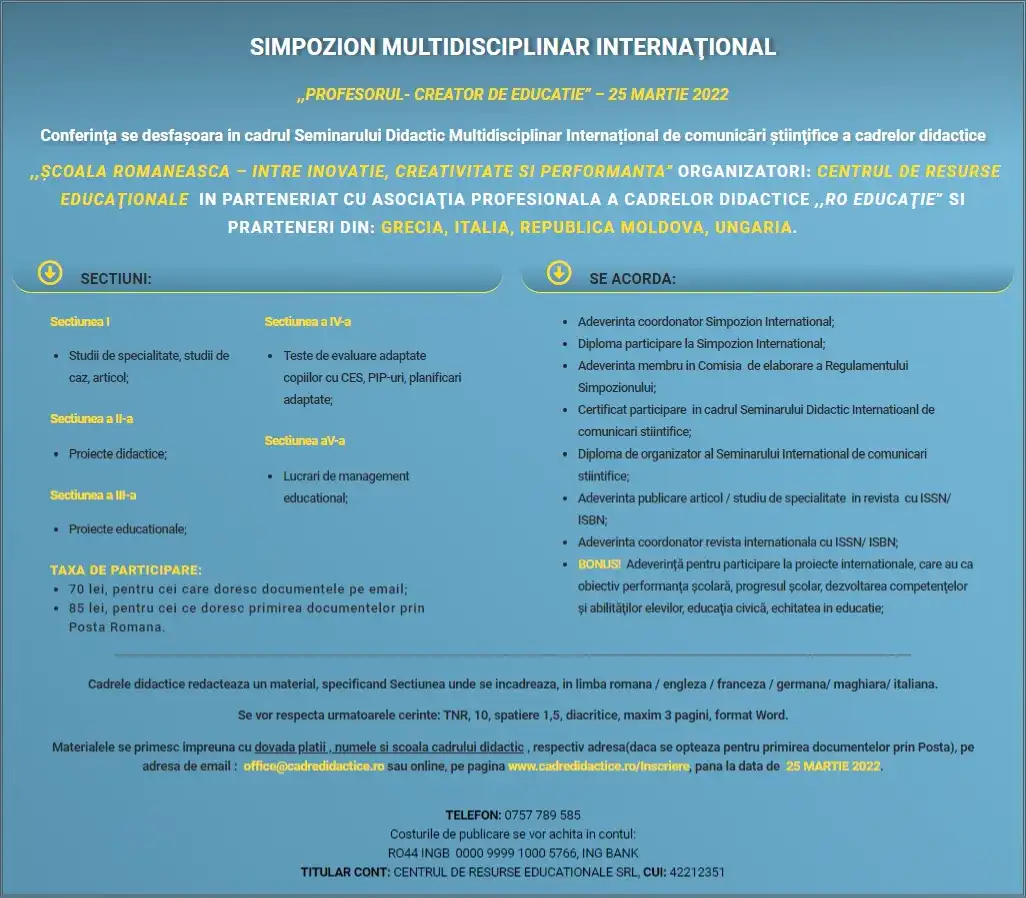 SIMPOZION MULTIDISCIPLINAR INTERNAȚIONAL
,,PROFESORUL- CREATOR DE EDUCATIE” – 25 MARTIE 2022
Conferinţa se desfaşoara in cadrul Seminarului Didactic Multidisciplinar Internațional de comunicări științifice a cadrelor didactice
,,ȘCOALA ROMANEASCA – INTRE INOVATIE, CREATIVITATE SI PERFORMANTA” ORGANIZATORI: CENTRUL DE RESURSE
EDUCAŢIONALE IN PARTENERIAT CU ASOCIAŢIA PROFESIONALA A CADRELOR DIDACTICE ,,RO EDUCAŢIE” SI
PRARTENERI DIN: GRECIA, ITALIA, REPUBLICA MOLDOVA, UNGARIA.
SECTIUNI:
Sectiunea I
• Studii de specialitate, studii de
caz, articol;
Sectiunea a II-a
• Proiecte didactice;
Sectiunea a III-a
• Proiecte educationale;
Sectiunea a IV-a
• Teste de evaluare adaptate
copiilor cu CES, PIP-uri, planificari
adaptate;
Sectiunea aV-a
• Lucrari de management
educational;
TAXA DE PARTICIPARE:
• 70 lei, pentru cei care doresc documentele pe email;
• 85 lei, pentru cei ce doresc primirea documentelor prin
Posta Romana.
SE ACORDA:
• Adeverinta coordonator Simpozion International;
• Diploma participare la Simpozion International;
• Adeverinta membru in Comisia de elaborare a Regulamentului
Simpozionului;
• Certificat participare in cadrul Seminarului Didactic Internatioanl de
comunicari stiintifice;
• Diploma de organizator al Seminarului International de comunicari
stiintifice;
• Adeverinta publicare articol / studiu de specialitate in revista cu ISSN/
ISBN;
• Adeverinta coordonator revista internationala cu ISSN/ ISBN;
• BONUS! Adeverință pentru participare la proiecte internationale, care au ca
obiectiv performanța școlară, progresul școlar, dezvoltarea competențelor
și abilităților elevilor, educația civică, echitatea in educatie;
Cadrele didactice redacteaza un material, specificand Sectiunea unde se incadreaza, in limba romana / engleza / franceza / germana/ maghiara/ italiana.
Se vor respecta urmatoarele cerinte: TNR, 10, spatiere 1,5, diacritice, maxim 3 pagini, format Word.
Materialele se primesc impreuna cu dovada platii , numele si scoala cadrului didactic , respectiv adresa(daca se opteaza pentru primirea documentelor prin Posta), pe
adresa de email : office@cadredidactice.ro sau online, pe pagina www.cadredidactice.ro/Inscriere, pana la data de 25 MARTIE 2022.
TELEFON: 0757 789 585
Costurile de publicare se vor achita in contul:
RO44 INGB 0000 9999 1000 5766, ING BANK
TITULAR CONT: CENTRUL DE RESURSE EDUCATIONALE SRL, CUI: 42212351